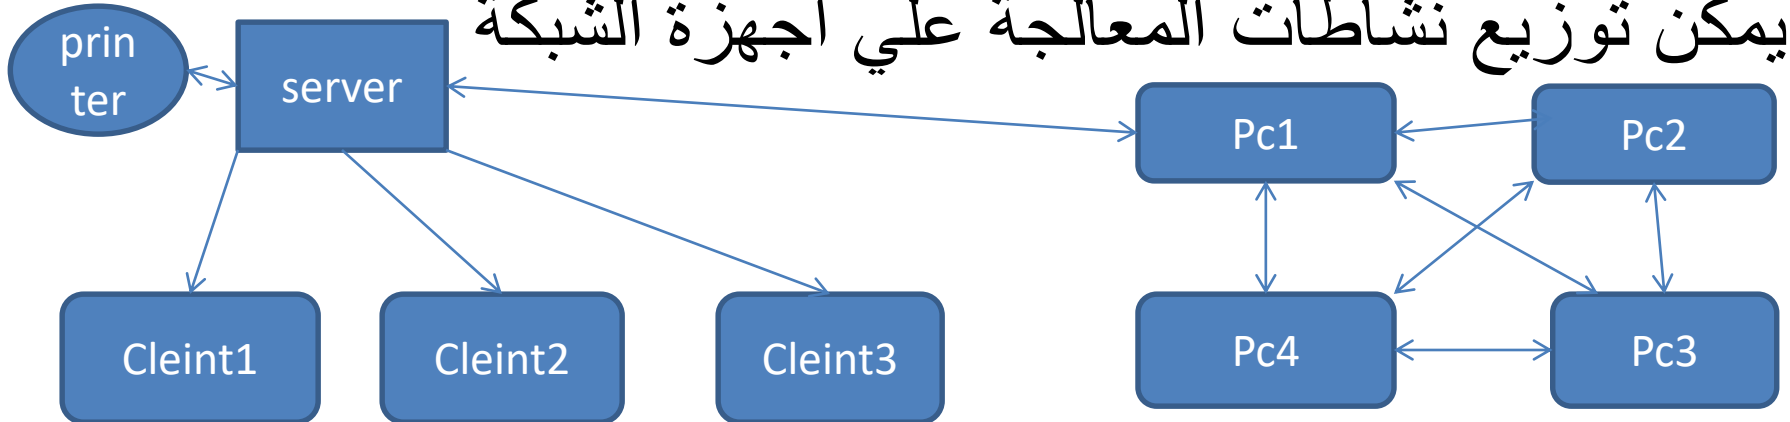 يمكن توزيع نشاطات المعالجة علي اجهزة الشبكة
prin
ter
server
Pc1
Pc2
Cleint1
Cleint2
Cleint3
Pc4
Pc3